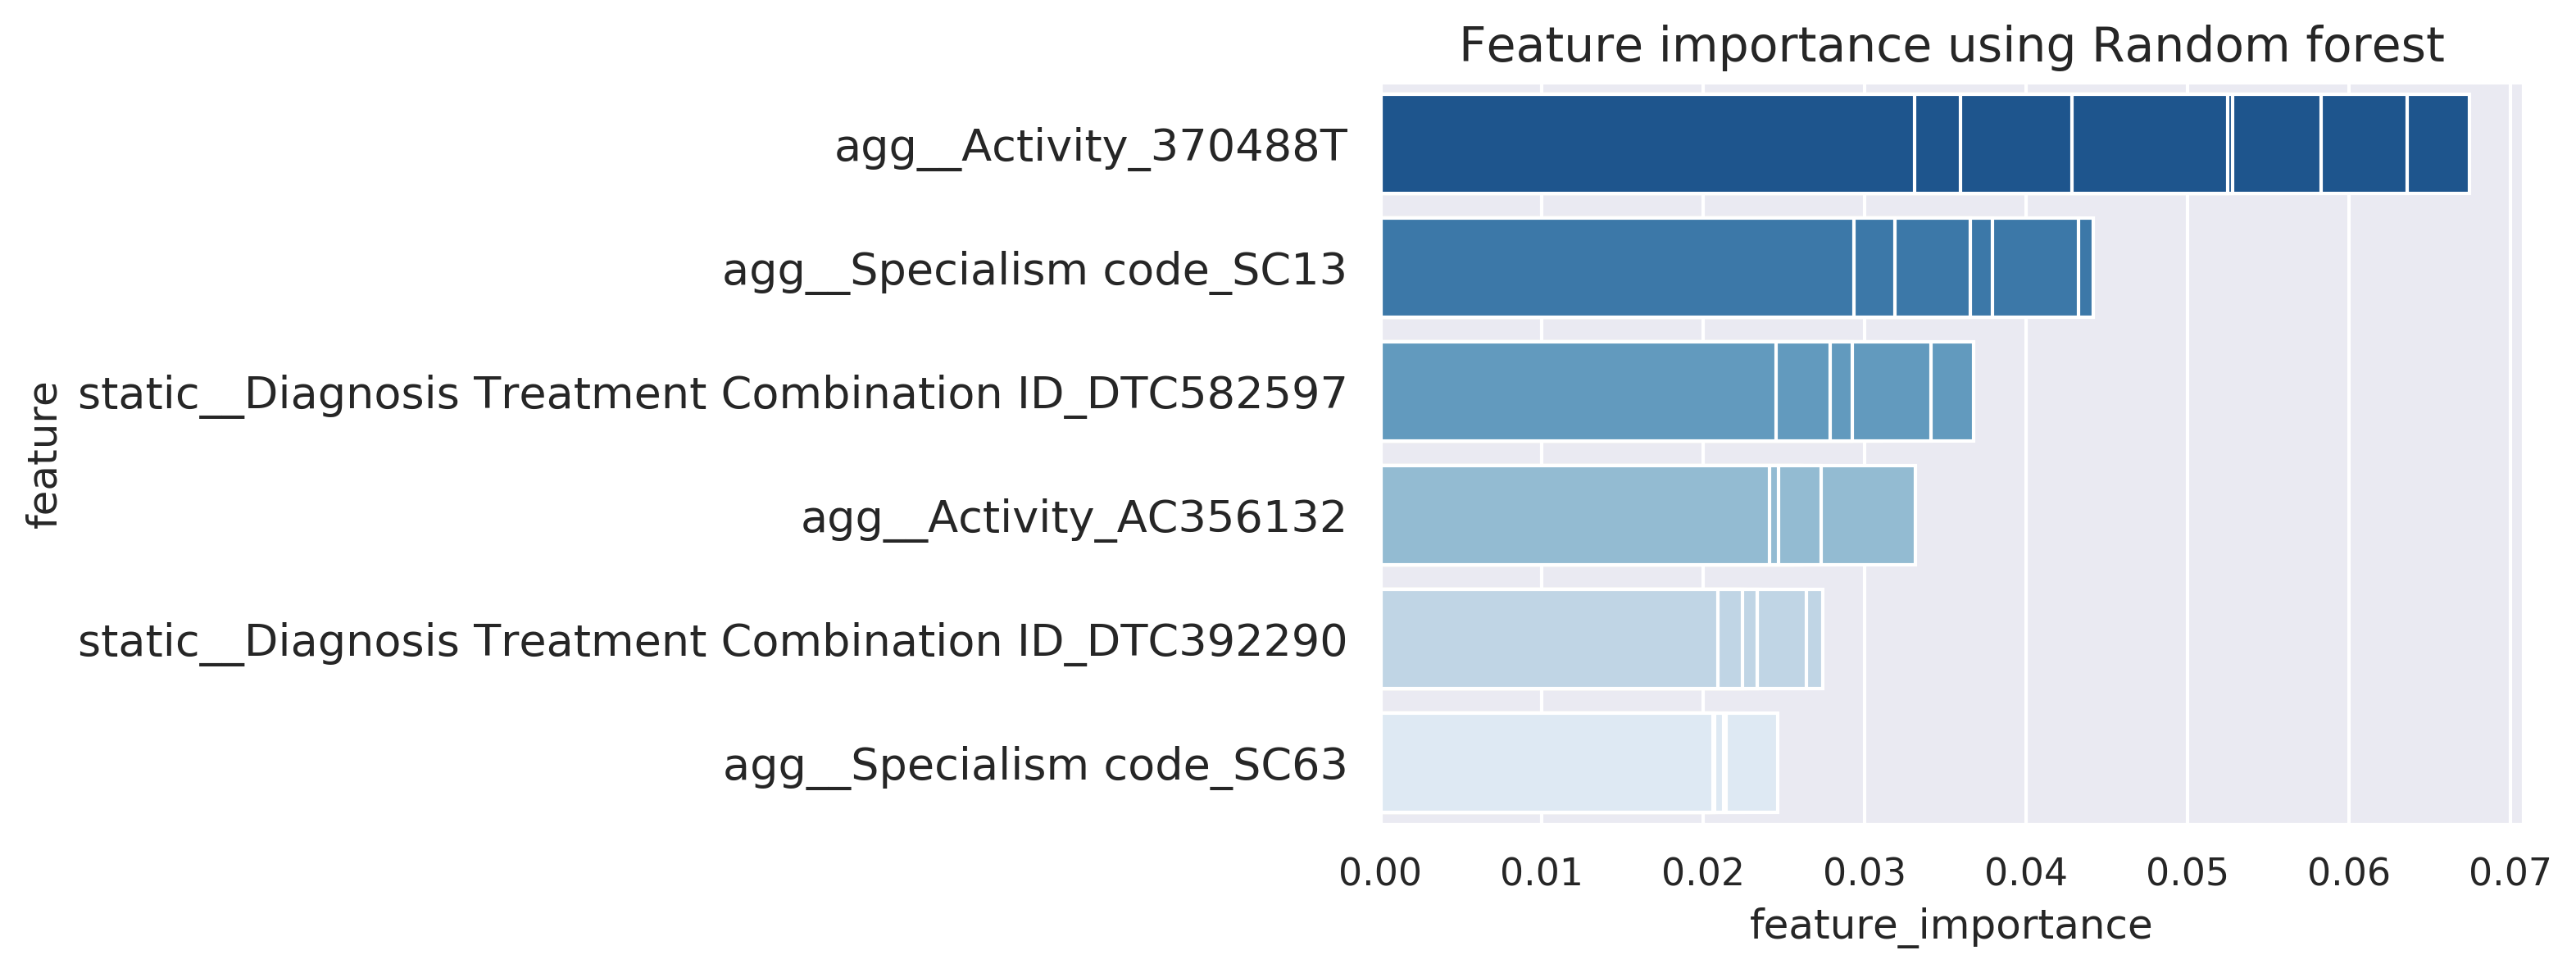 Feature importance using Random forest
feature
agg__Activity_370488T
agg__Specialism code_SC13
static__Diagnosis Treatment Combination ID_DTC582597
agg__Activity_AC356132
static__Diagnosis Treatment Combination ID_DTC392290
agg__Specialism code_SC63
0.00 0.01 0.02 0.03 0.04 0.05 0.06 0.07
feature_importance